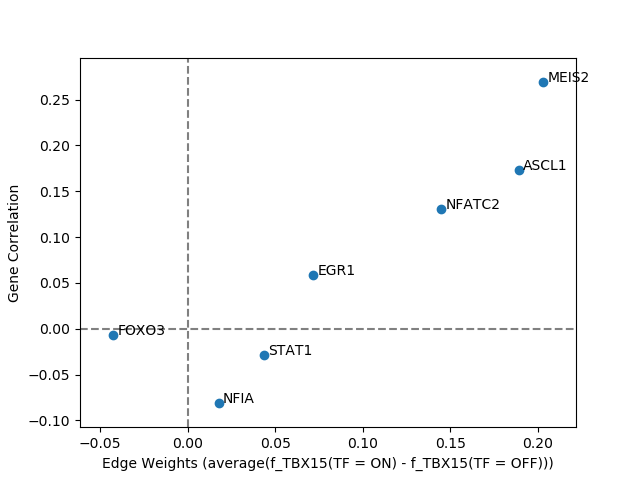 MEIS2
ASCL1
NFATC2
EGR1
FOXO3
STAT1
NFIA
0.25
0.20
0.15
0.10
0.05
0.00
−0.05
−0.10
Gene Correlation
−0.05 0.00 0.05 0.10 0.15 0.20
Edge Weights (average(f_TBX15(TF = ON) - f_TBX15(TF = OFF)))